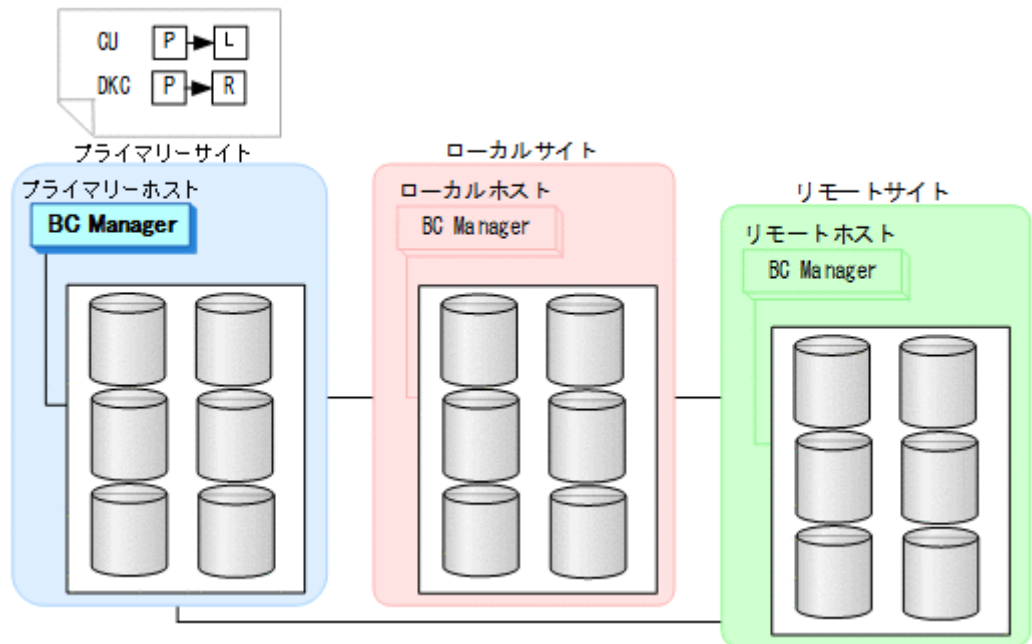 CU P L
DKC P R
プライマリーサイト
プライマリーホスト
BC Manager
ローカルサイト
ローカルホスト
BC Manager
リモートサイト
リモートホスト
BC Manager